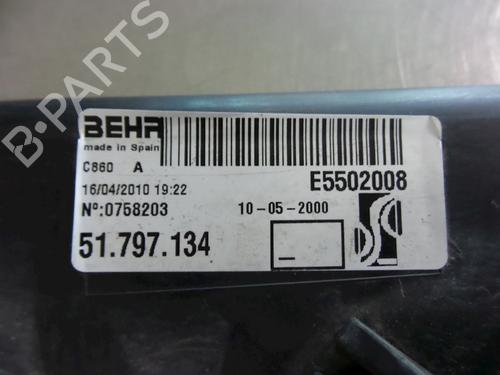 B-PARTS
BEHR
made in Spain
C860 A
16/04/2010 19:22
E5502008
Nº:0758203
10-05-2000
51.797.134